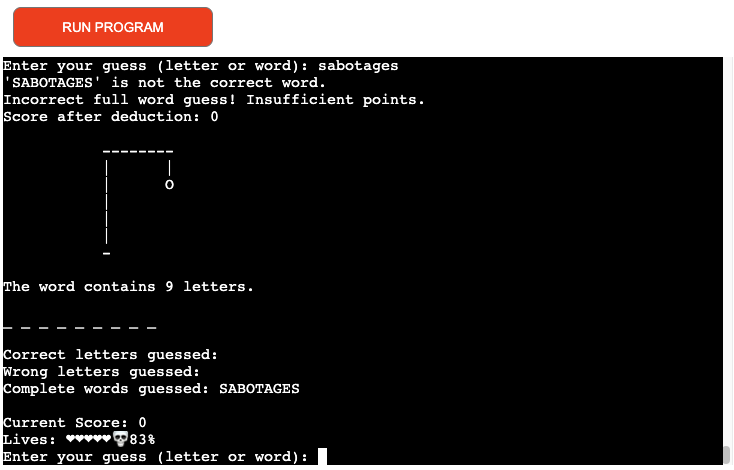 RUN PROGRAM
Enter your guess (letter or word): sabotages
'SABOTAGES' is not the correct word.
Incorrect full word guess! Insufficient points.
Score after deduction: 0
The word contains 9 letters.
_ _ _ _ _ _ _ _ _
Correct letters guessed:
Wrong letters guessed:
Complete words guessed: SABOTAGES
Current Score: 0
Lives: ❤❤❤❤❤💀83%
Enter your guess (letter or word):